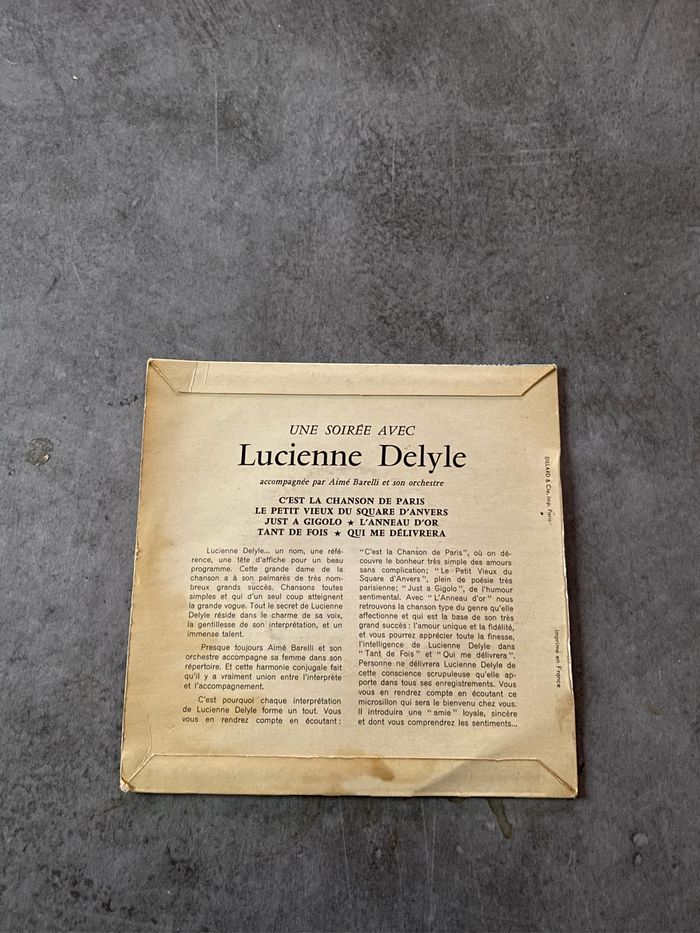 UNE SOIRÉE AVEC
Lucienne Delyle
accompagnée par Aimé Barelli et son orchestre
C'EST LA CHANSON DE PARIS
LE PETIT VIEUX DU SQUARE D'ANVERS
JUST A GIGOLO ★ L'ANNEAU D'OR
TANT DE FOIS ★ QUI ME DÉLIVRERA
Lucienne Delyle... un nom, une réfé-
rence, une tête d'affiche pour un beau
programme. Cette grande dame de la
chanson a à son palmarès de très nom-
breux grands succès. Chansons toutes
simples et qui d'un seul coup atteignent
la grande vogue. Tout le secret de Lucienne
Delyle réside dans le charme de sa voix,
la gentillesse de son interprétation, et un
immense talent.
Presque toujours Aimé Barelli et son
orchestre accompagne sa femme dans son
répertoire. Et cette harmonie conjugale fait
qu'il y a vraiment union entre l'interprète
et l'accompagnement.
C'est pourquoi chaque interprétation
de Lucienne Delyle forme un tout. Vous
vous en rendrez compte en écoutant :
"C'est la Chanson de Paris", où on dé-
couvre le bonheur très simple des amours
sans complication; "Le Petit Vieux du
Square d'Anvers", plein de poésie très
parisienne; "Just a Gigolo", de l'humour
sentimental. Avec "L'Anneau d'or" nous
retrouvons la chanson type du genre qu'elle
affectionne et qui est la base de son très
grand succès : l'amour unique et la fidélité,
et vous pourrez apprécier toute la finesse,
l'intelligence de Lucienne Delyle dans
"Tant de Fois" et "Qui me délivrera".
Personne ne délivrera Lucienne Delyle de
cette conscience scrupuleuse qu'elle ap-
porte dans tous ses enregistrements. Vous
vous en rendrez compte en écoutant ce
microsillon qui sera le bienvenu chez vous.
Il introduira une "amie" loyale, sincère
et dont vous comprendrez les sentiments...
DILLARD & Cie, Imp. Paris
Imprimé en France